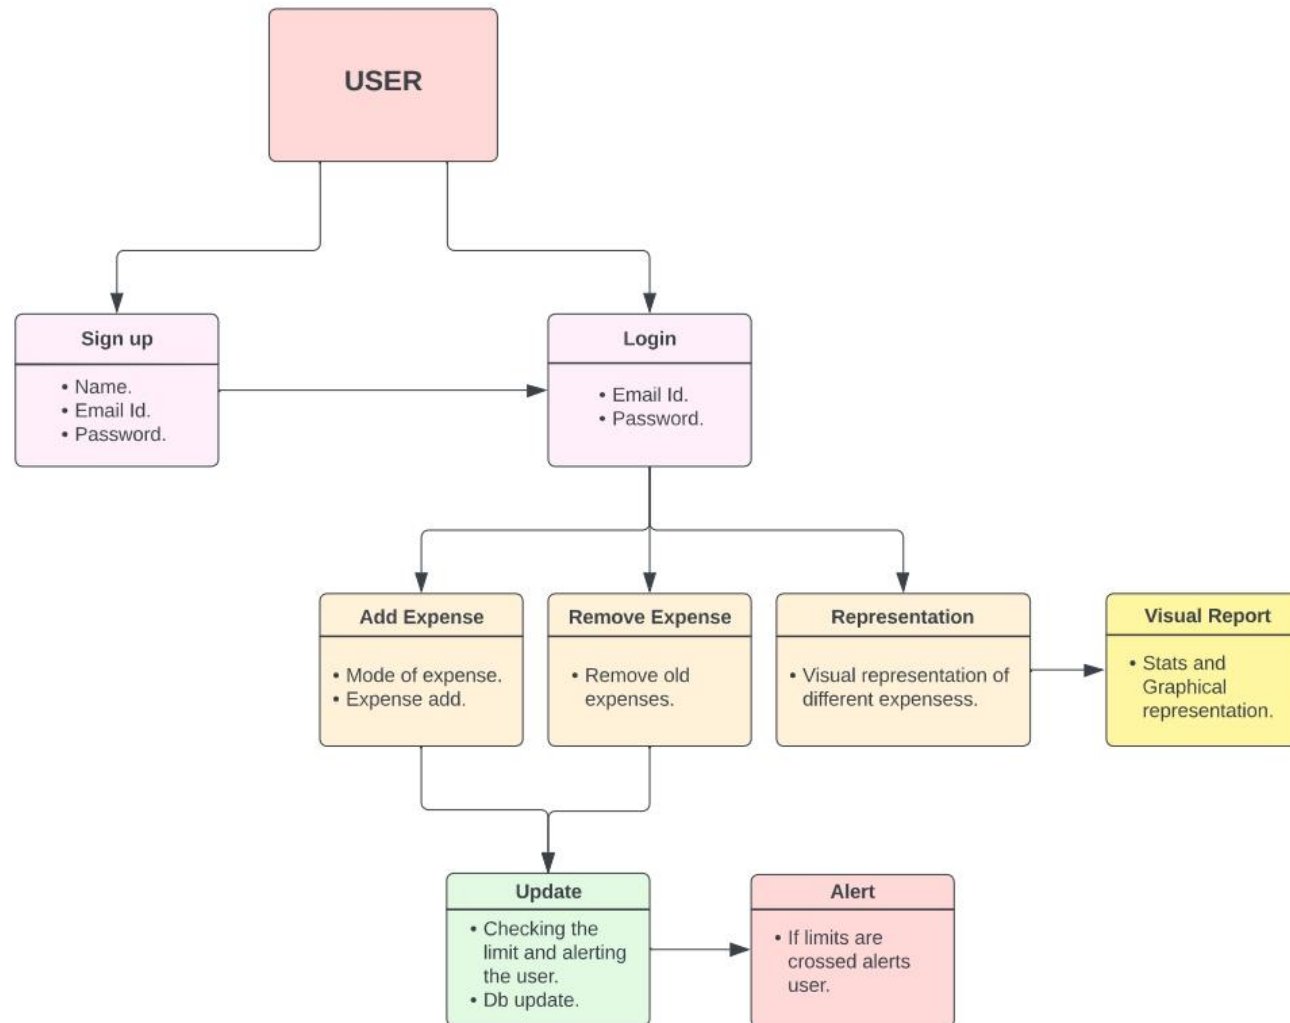 USER
Sign up
• Name.
• Email Id.
• Password.
Login
• Email Id.
• Password.
Add Expense
• Mode of expense.
• Expense add.
Remove Expense
• Remove old
expenses.
Representation
• Visual representation of
different expensess.
Visual Report
• Stats and
Graphical
representation.
Update
• Checking the
limit and alerting
the user.
• Db update.
Alert
• If limits are
crossed alerts
user.